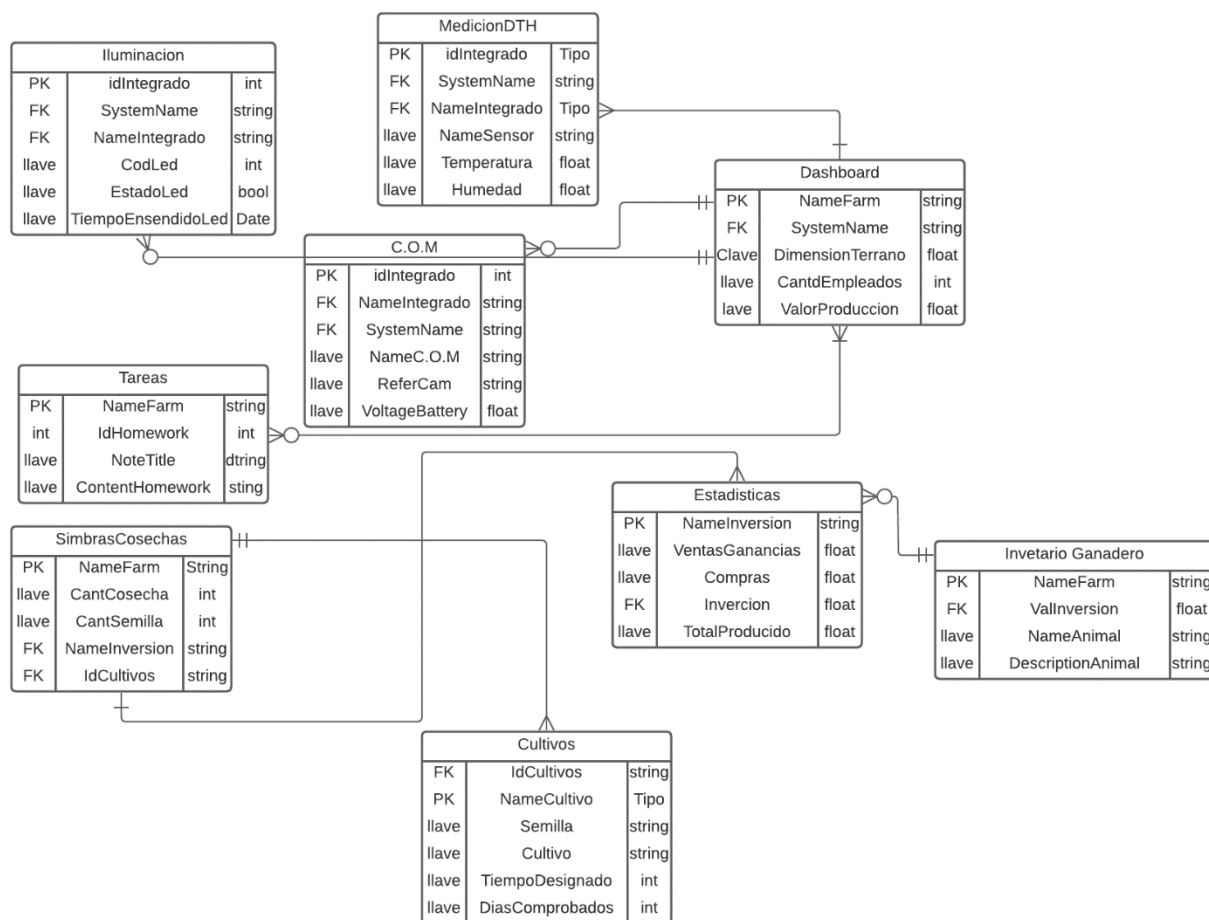 MedicionDTH
PK idIntegrado Tipo
FK SystemName string
FK NameIntegrado Tipo
llave NameSensor string
llave Temperatura float
llave Humedad float
Iluminacion
PK idIntegrado int
FK SystemName string
FK NameIntegrado string
llave CodLed int
llave EstadoLed bool
llave TiempoEnsendidoLed Date
Dashboard
PK NameFarm string
FK SystemName string
Clave DimensionTerrano float
llave CantdEmpleados int
lave ValorProduccion float
C.O.M
PK idIntegrado int
FK NameIntegrado string
FK SystemName string
llave NameC.O.M string
llave ReferCam string
llave VoltageBattery float
Tareas
PK NameFarm string
int IdHomework int
llave NoteTitle dtring
llave ContentHomework sting
Estadisticas
PK NameInversion string
llave VentasGanancias float
llave Compras float
FK Invercion float
llave TotalProducido float
SimbrasCosechas
PK NameFarm String
llave CantCosecha int
llave CantSemilla int
FK NameInversion string
FK IdCultivos string
Invetario Ganadero
PK NameFarm string
FK ValInversion float
llave NameAnimal string
llave DescriptionAnimal string
Cultivos
FK IdCultivos string
PK NameCultivo Tipo
llave Semilla string
llave Cultivo string
llave TiempoDesignado int
llave DiasComprobados int